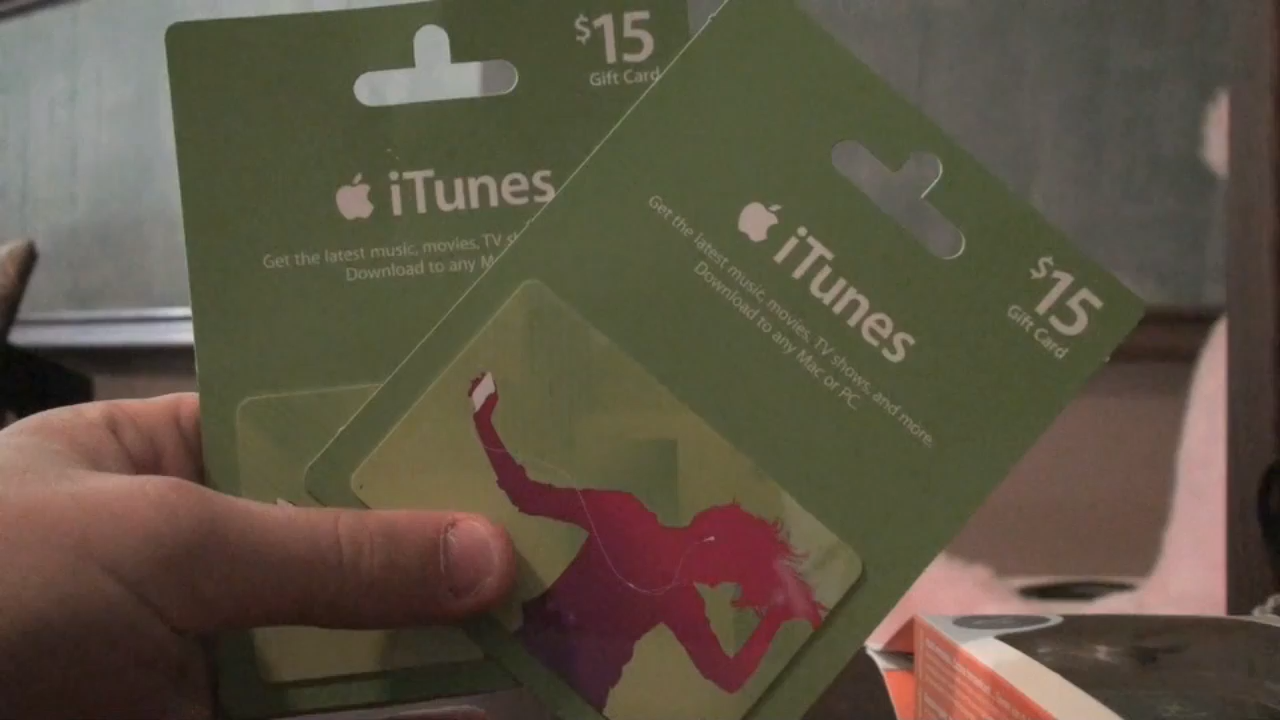 $15
Gift Card
iTunes
Get the latest music, movies, TV
Download to any
$15
Gift Card
iTunes
Get the latest music, movies, TV shows, and more.
Download to any Mac or PC.